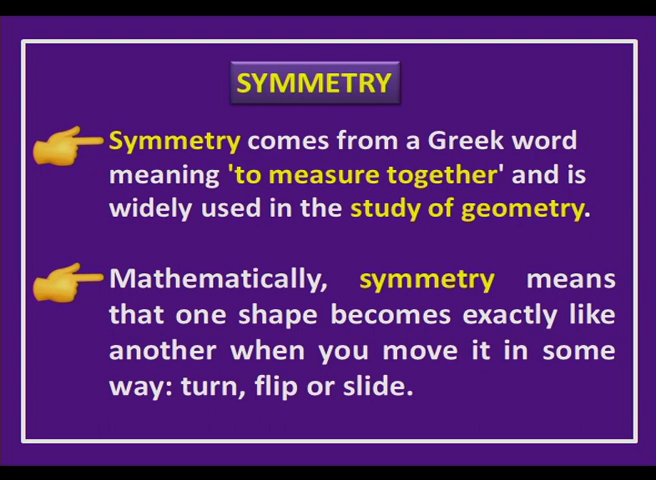 SYMMETRY
Symmetry comes from a Greek word
meaning 'to measure together' and is
widely used in the study of geometry.
Mathematically, symmetry means
that one shape becomes exactly like
another when you move it in some
way: turn, flip or slide.